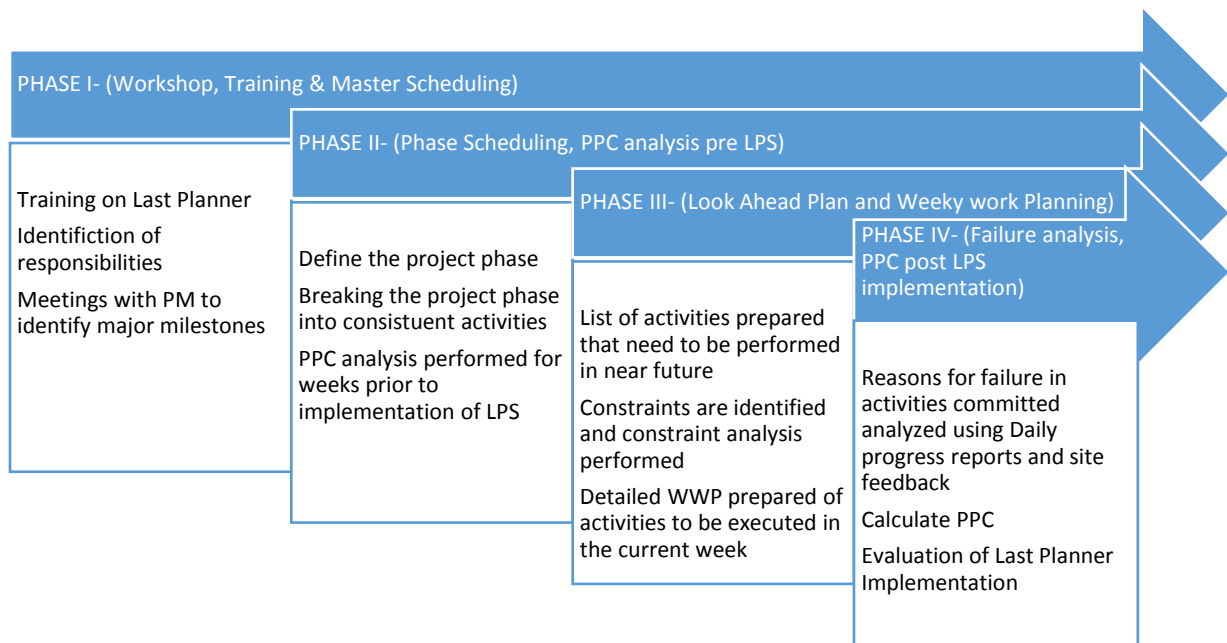 PHASE I- (Workshop, Training & Master Scheduling)
Training on Last Planner
Identifiction of
responsibilities
Meetings with PM to
identify major milestones
PHASE II- (Phase Scheduling, PPC analysis pre LPS)
Define the project phase
Breaking the project phase
into consistuent activities
PPC analysis performed for
weeks prior to
implementation of LPS
PHASE III- (Look Ahead Plan and Weeky work Planning)
List of activities prepared
that need to be performed
in near future
Constraints are identified
and constraint analysis
performed
Detailed WWP prepared of
activities to be executed in
the current week
PHASE IV- (Failure analysis,
PPC post LPS
implementation)
Reasons for failure in
activities committed
analyzed using Daily
progress reports and site
feedback
Calculate PPC
Evaluation of Last Planner
Implementation